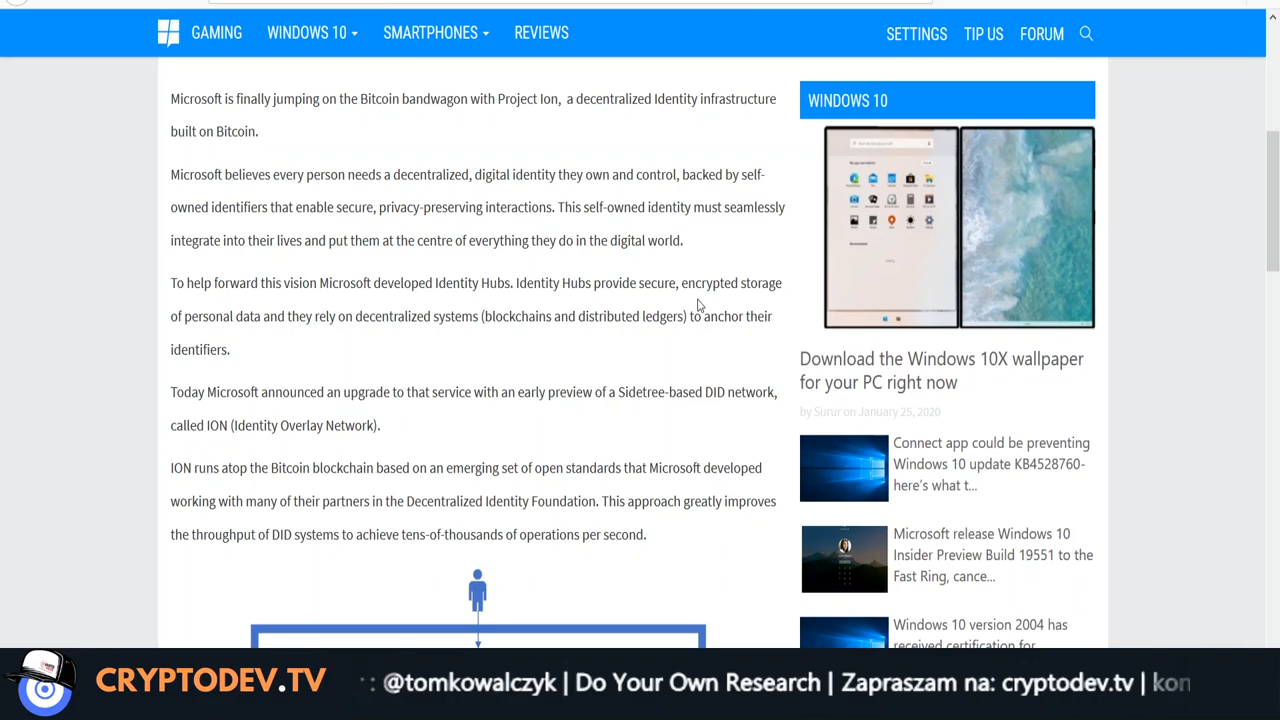 GAMING WINDOWS 10 SMARTPHONES REVIEWS SETTINGS TIP US FORUM
Microsoft is finally jumping on the Bitcoin bandwagon with Project Ion, a decentralized Identity infrastructure
built on Bitcoin.
Microsoft believes every person needs a decentralized, digital identity they own and control, backed by self-
owned identifiers that enable secure, privacy-preserving interactions. This self-owned identity must seamlessly
integrate into their lives and put them at the centre of everything they do in the digital world.
To help forward this vision Microsoft developed Identity Hubs. Identity Hubs provide secure, encrypted storage
of personal data and they rely on decentralized systems (blockchains and distributed ledgers) to anchor their
identifiers.
Today Microsoft announced an upgrade to that service with an early preview of a Sidetree-based DID network,
called ION (Identity Overlay Network).
ION runs atop the Bitcoin blockchain based on an emerging set of open standards that Microsoft developed
working with many of their partners in the Decentralized Identity Foundation. This approach greatly improves
the throughput of DID systems to achieve tens-of-thousands of operations per second.
WINDOWS 10
Download the Windows 10X wallpaper
for your PC right now
by Surur on January 25, 2020
Connect app could be preventing
Windows 10 update KB4528760-
here's what t...
Microsoft release Windows 10
Insider Preview Build 19551 to the
Fast Ring, cance...
Windows 10 version 2004 has
received certification for
CRYPTODEV.TV : @tomkowalczyk | Do Your Own Research | Zapraszam na: cryptodev.tv | kon